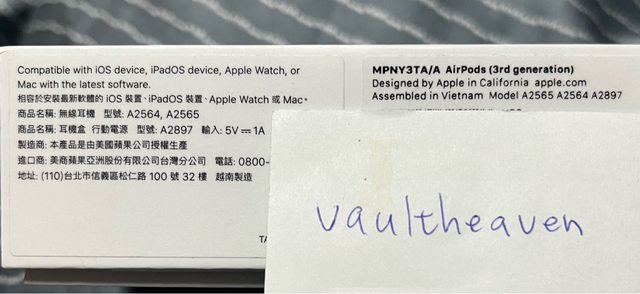 Compatible with iOS device, iPadOS device, Apple Watch, or
Mac with the latest software.
相容於安裝最新軟體的 iOS 裝置、iPadOS 裝置、Apple Watch 或 Mac。
商品名稱: 無線耳機 型號: A2564, A2565
商品名稱: 耳機盒 行動電源 型號: A2897 輸入: 5V⎓1A
製造商: 本產品是由美國蘋果公司授權生產
進口商: 美商蘋果亞洲股份有限公司台灣分公司 電話: 0800-
地址: (110)台北市信義區松仁路 100 號 32 樓 越南製造
TA
MPNY3TA/A AirPods (3rd generation)
Designed by Apple in California apple.com
Assembled in Vietnam Model A2565 A2564 A2897
vaultheaven